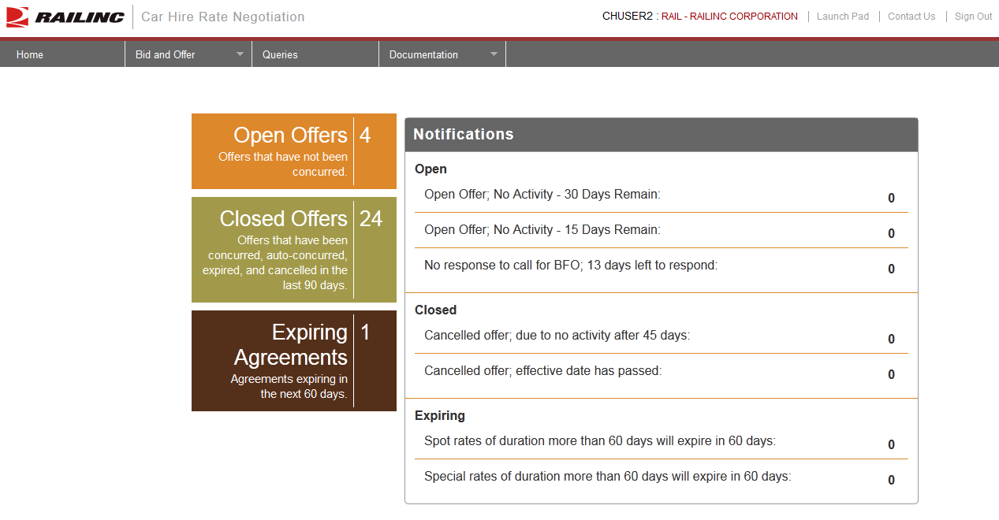 RAILINC Car Hire Rate Negotiation
CHUSER2 : RAIL - RAILINC CORPORATION Launch Pad Contact Us Sign Out
Home Bid and Offer Queries Documentation
Open Offers 4
Offers that have not been
concurred.
Closed Offers 24
Offers that have been
concurred, auto-concurred,
expired, and cancelled in the
last 90 days.
Expiring 1
Agreements
Agreements expiring in
the next 60 days.
Notifications
Open
Open Offer; No Activity - 30 Days Remain: 0
Open Offer; No Activity - 15 Days Remain: 0
No response to call for BFO; 13 days left to respond: 0
Closed
Cancelled offer; due to no activity after 45 days: 0
Cancelled offer; effective date has passed: 0
Expiring
Spot rates of duration more than 60 days will expire in 60 days: 0
Special rates of duration more than 60 days will expire in 60 days: 0